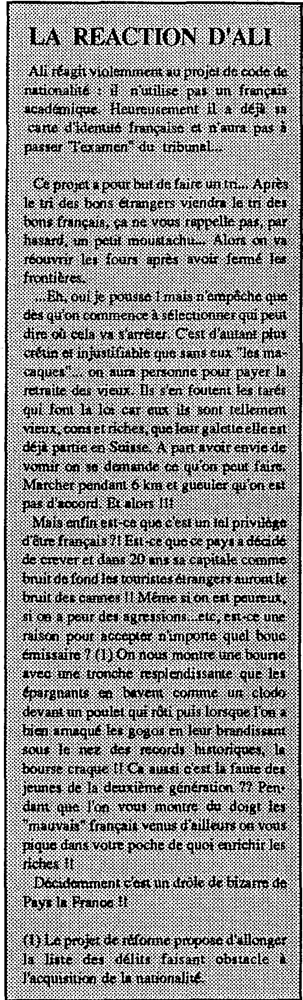 LA REACTION D'ALI
Ali réagit violemment au projet de code de
nationalité : il n'utilise pas un français
académique. Heureusement il a déjà sa
carte d'identité française et n'aura pas à
passer "l'examen" du tribunal...
Ce projet a pour but de faire un tri... Après
le tri des bons étrangers viendra le tri des
bons français, ça ne vous rappelle pas, par
hasard, un petit moustachu... Alors on va
réouvrir les fours après avoir fermé les
frontières.
...Eh, oui je pousse ! mais n'empêche que
dès qu'on commence à sélectionner qui peut
dire où cela va s'arrêter. C'est d'autant plus
crétin et injustifiable que sans eux "les ma-
caques"... on aura personne pour payer la
retraite des vieux. Ils s'en foutent les tarés
qui font la loi car eux ils sont tellement
vieux, cons et riches, que leur galette elle est
déjà partie en Suisse. A part avoir envie de
vomir on se demande ce qu'on peut faire.
Marcher pendant 6 km et gueuler qu'on est
pas d'accord. Et alors !!!
Mais enfin est-ce que c'est un tel privilège
d'être français ?! Est-ce que ce pays a décidé
de crever et dans 20 ans sa capitale comme
bruit de fond les touristes étrangers auront le
bruit des cannes !! Même si on est peureux,
si on a peur des agressions...etc, est-ce une
raison pour accepter n'importe quel bouc
émissaire ? (1) On nous montre une bourse
avec une tronche resplendissante que les
épargnants en bavent comme un clodo
devant un poulet qui rôti puis lorsque l'on a
bien arnaqué les gogos en leur brandissant
sous le nez des records historiques, la
bourse craque !! Ca aussi c'est la faute des
jeunes de la deuxième génération ?? Pen-
dant que l'on vous montre du doigt les
"mauvais" français venus d'ailleurs on vous
pique dans votre poche de quoi enrichir les
riches !!
Décidemment c'est un drôle de bizarre de
Pays la France !!
(1) Le projet de réforme propose d'allonger
la liste des délits faisant obstacle à
l'acquisition de la nationalité.